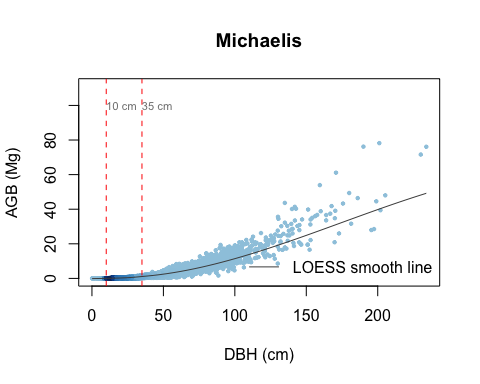 Michaelis
10 cm 35 cm
AGB (Mg)
80
60
40
20
0
LOESS smooth line
0 50 100 150 200
DBH (cm)